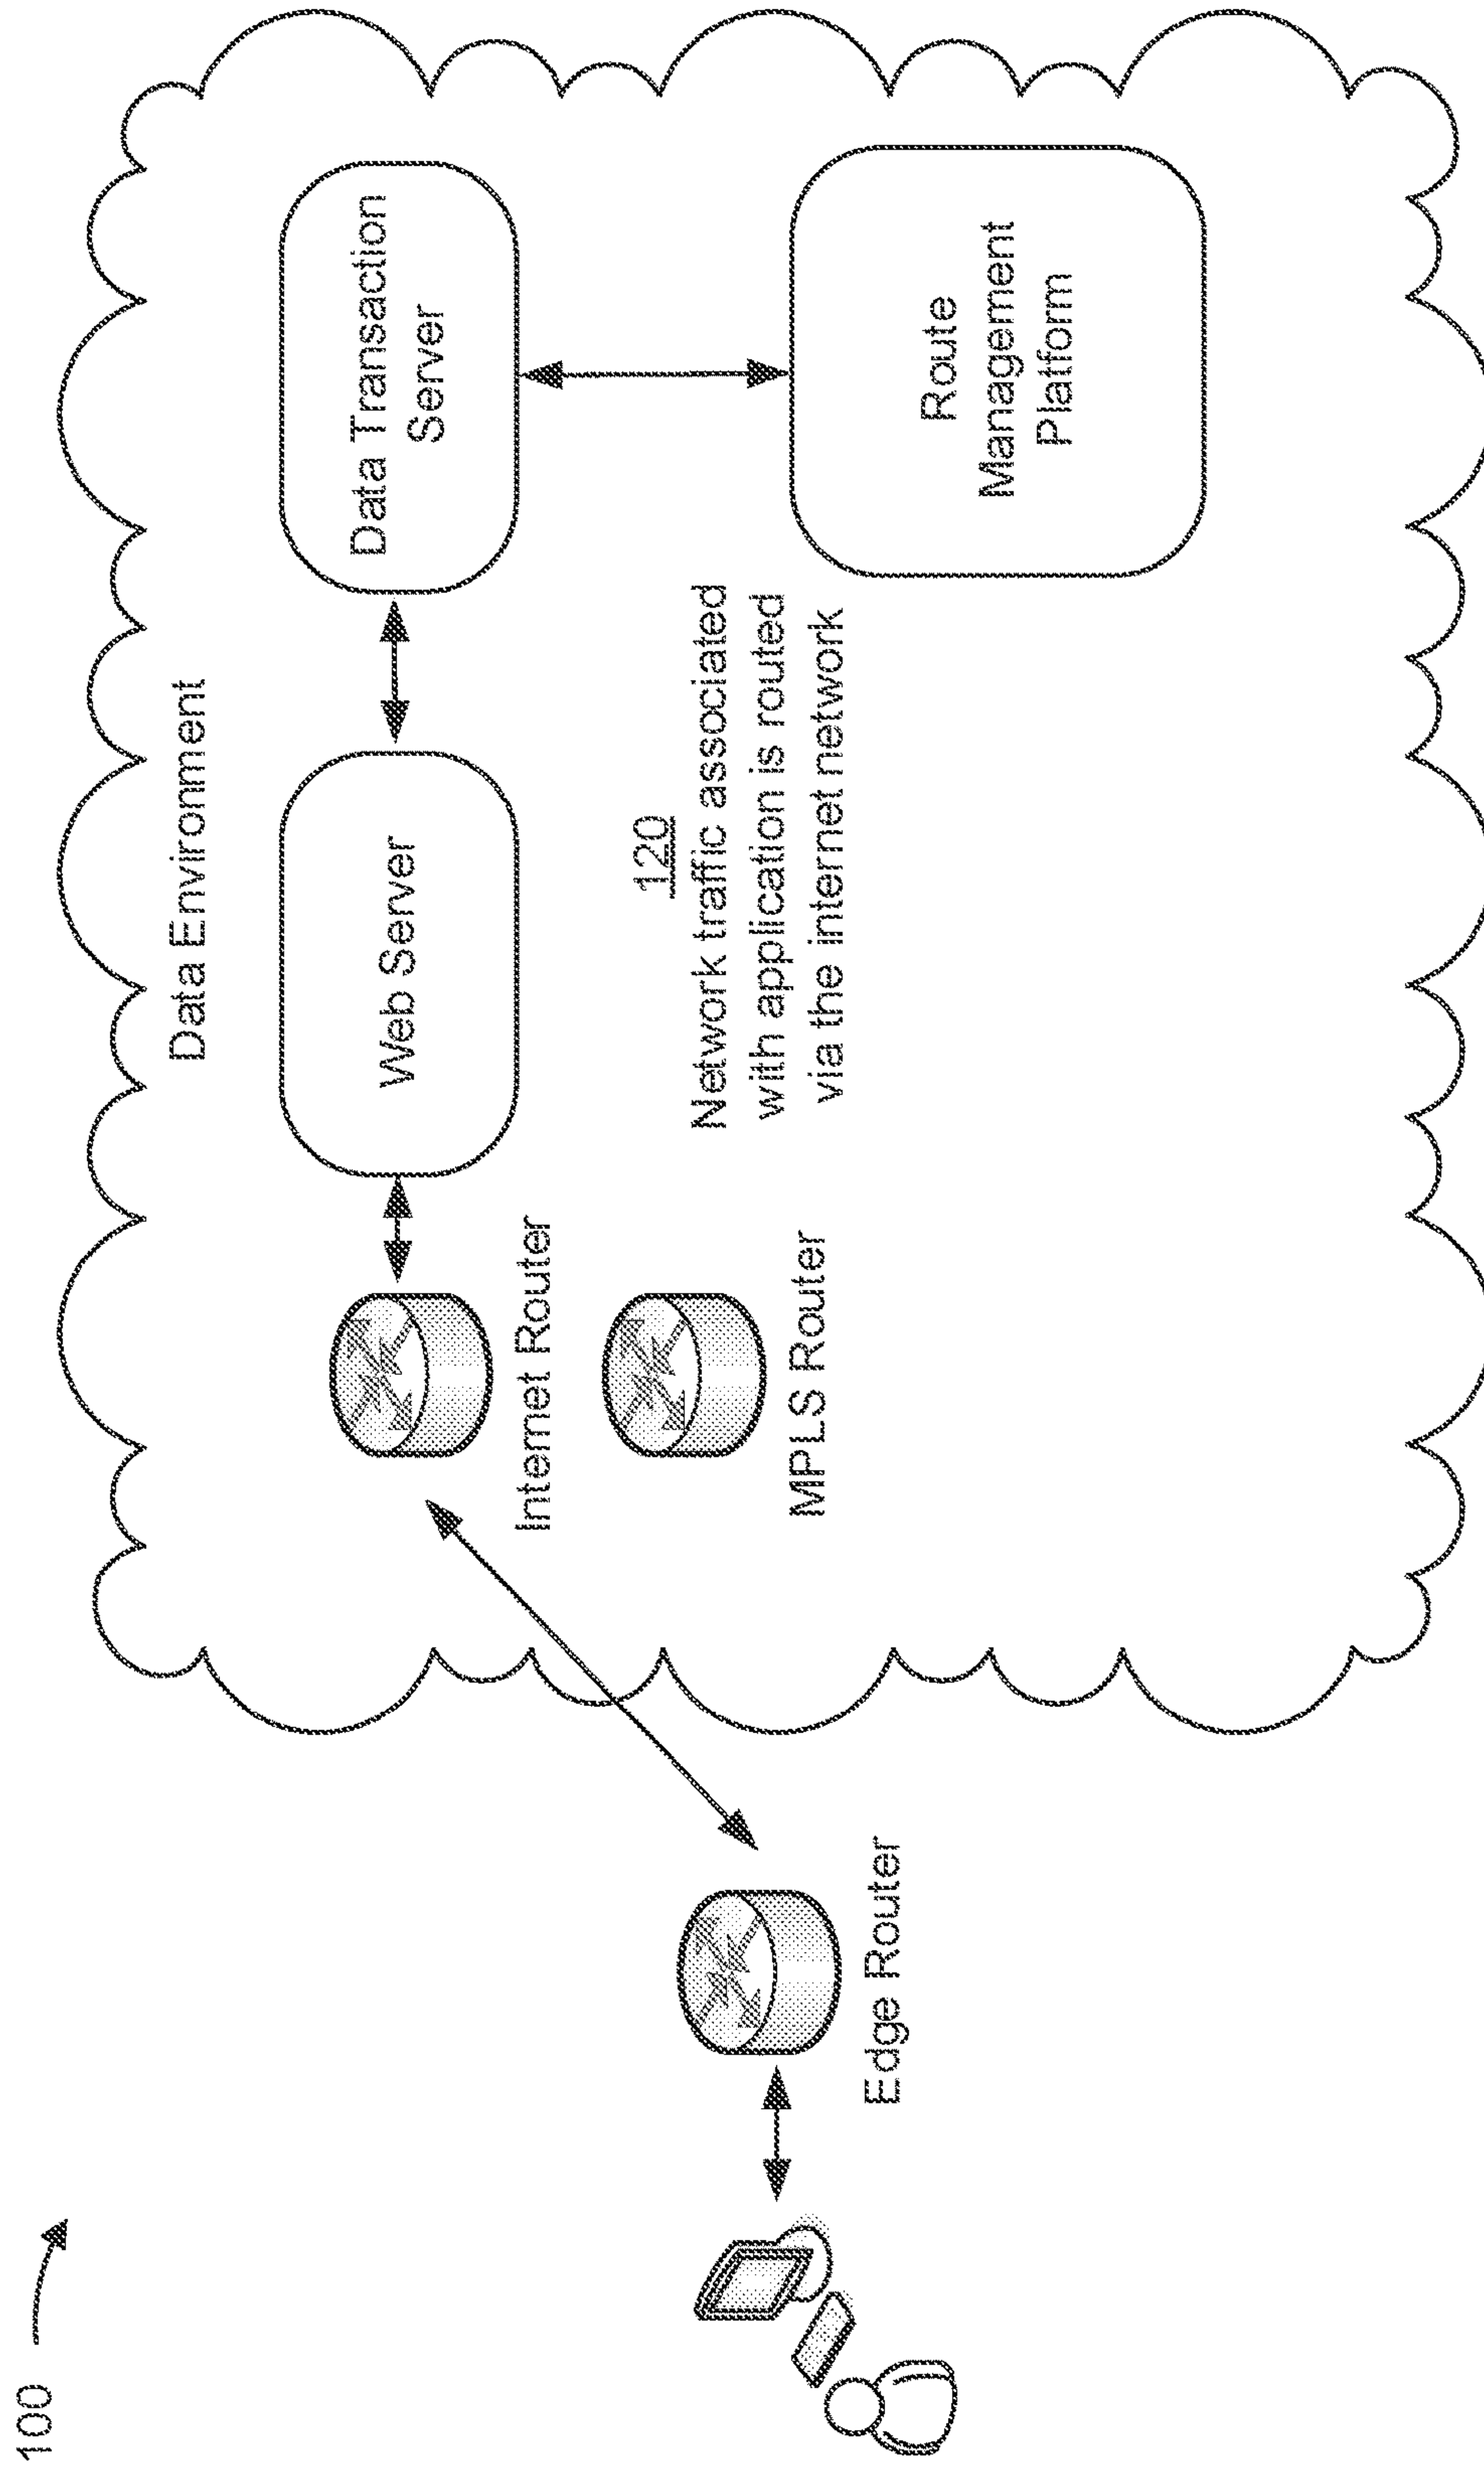 100
Data Environment
Web Server
Data Transaction
Server
Internet Router
120
Network traffic associated
with application is routed
via the internet network
MPLS Router
Edge Router
Route
Management
Platform